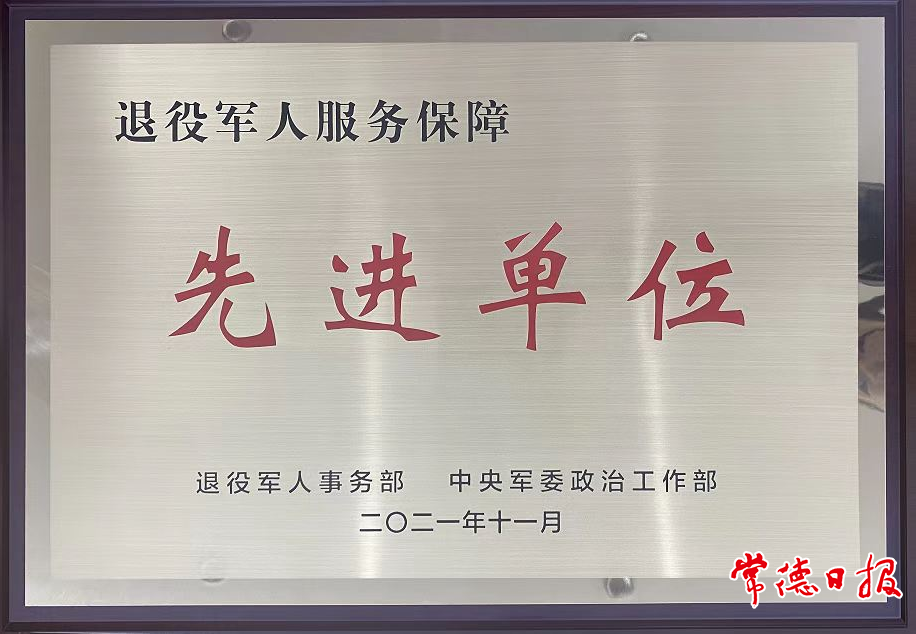 退役军人服务保障
先进单位
退役军人事务部 中央军委政治工作部
二〇二一年十一月
常德日报